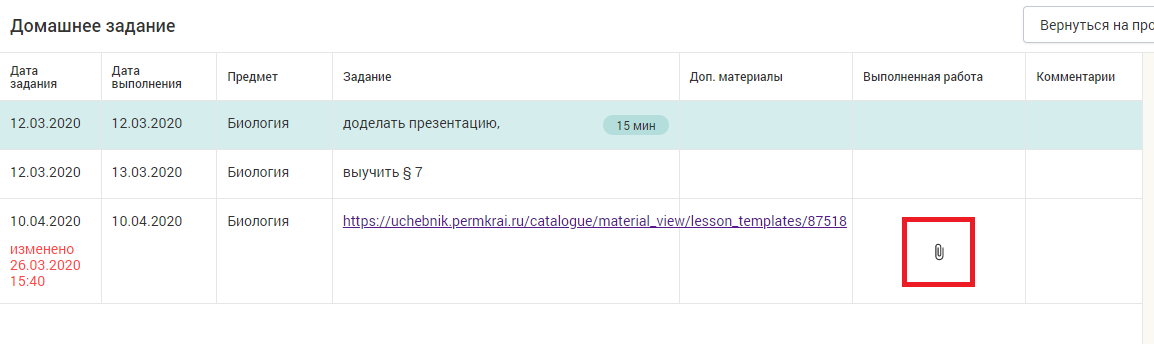 Домашнее задание
Вернуться на про
Дата задания
Дата выполнения
Предмет
Задание
Доп. материалы
Выполненная работа
Комментарии
12.03.2020
12.03.2020
Биология
доделать презентацию,
15 мин
12.03.2020
13.03.2020
Биология
выучить § 7
10.04.2020
10.04.2020
Биология
https://uchebnik.permkrai.ru/catalogue/material_view/lesson_templates/87518
изменено
26.03.2020
15:40